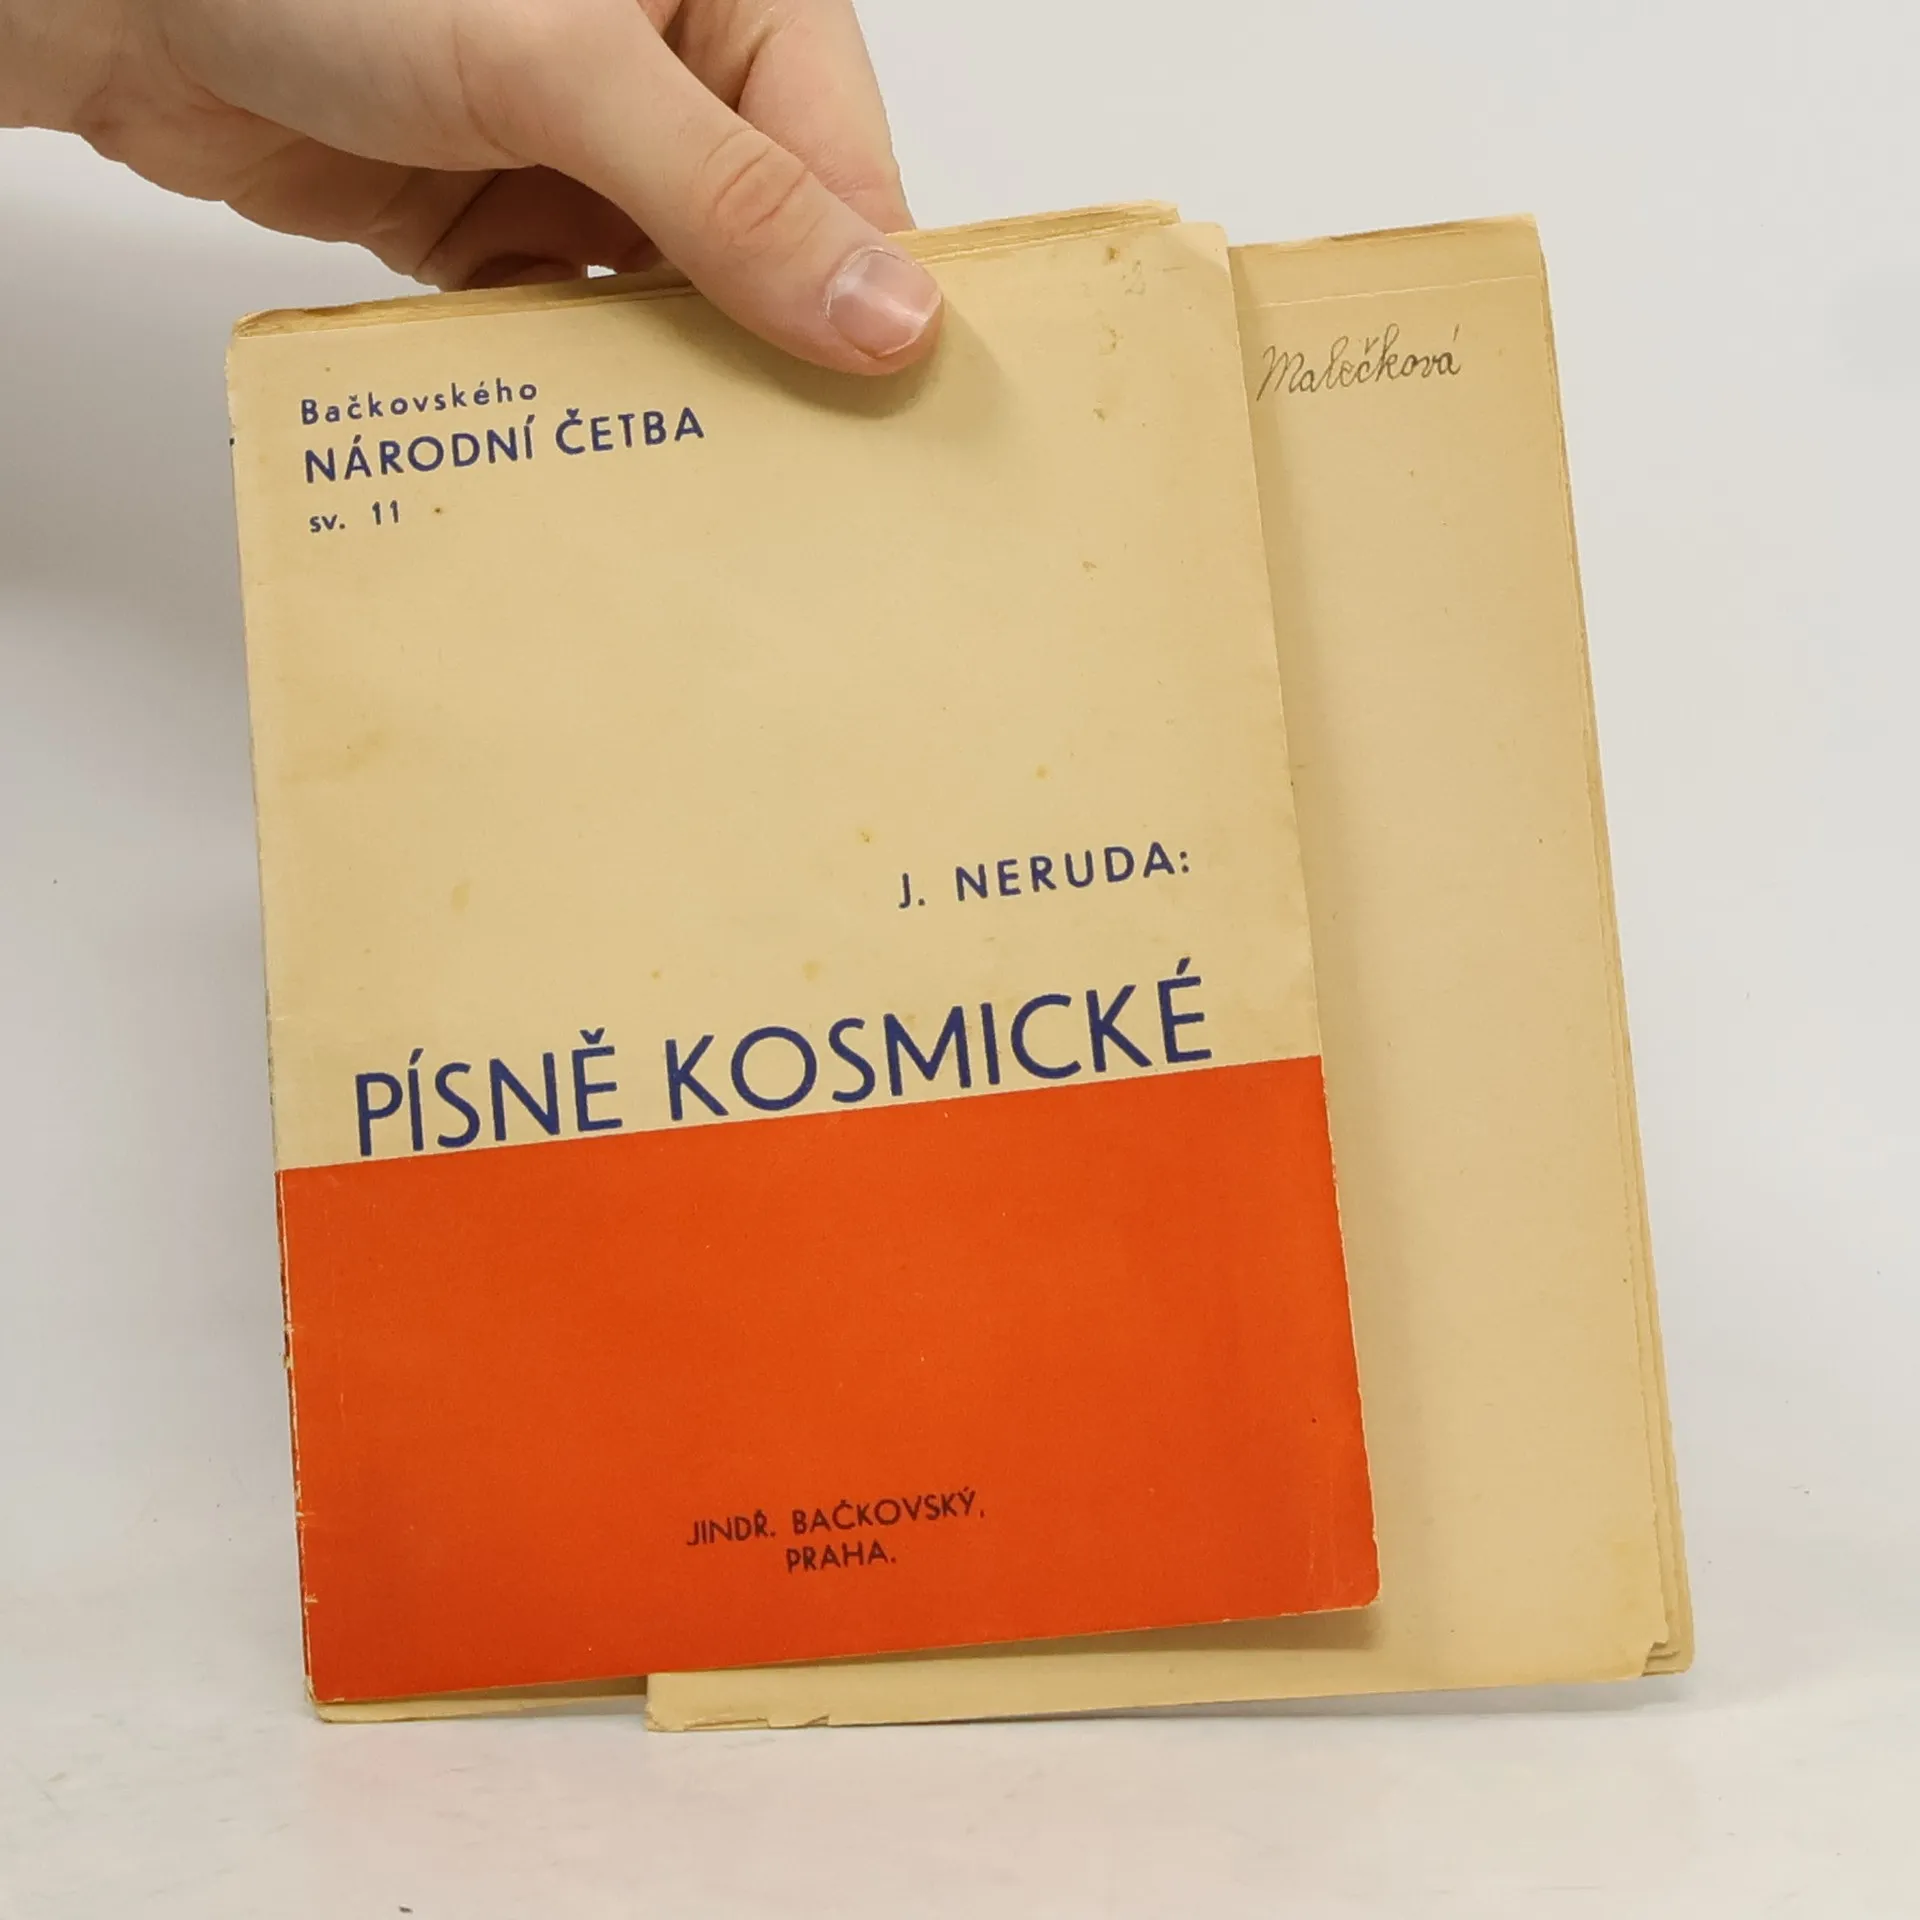 Bačkovského
NÁRODNÍ ČETBA
sv. 11
Malečková
J. NERUDA:
PÍSNĚ KOSMICKÉ
JINDŘ. BAČKOVSKÝ,
PRAHA.